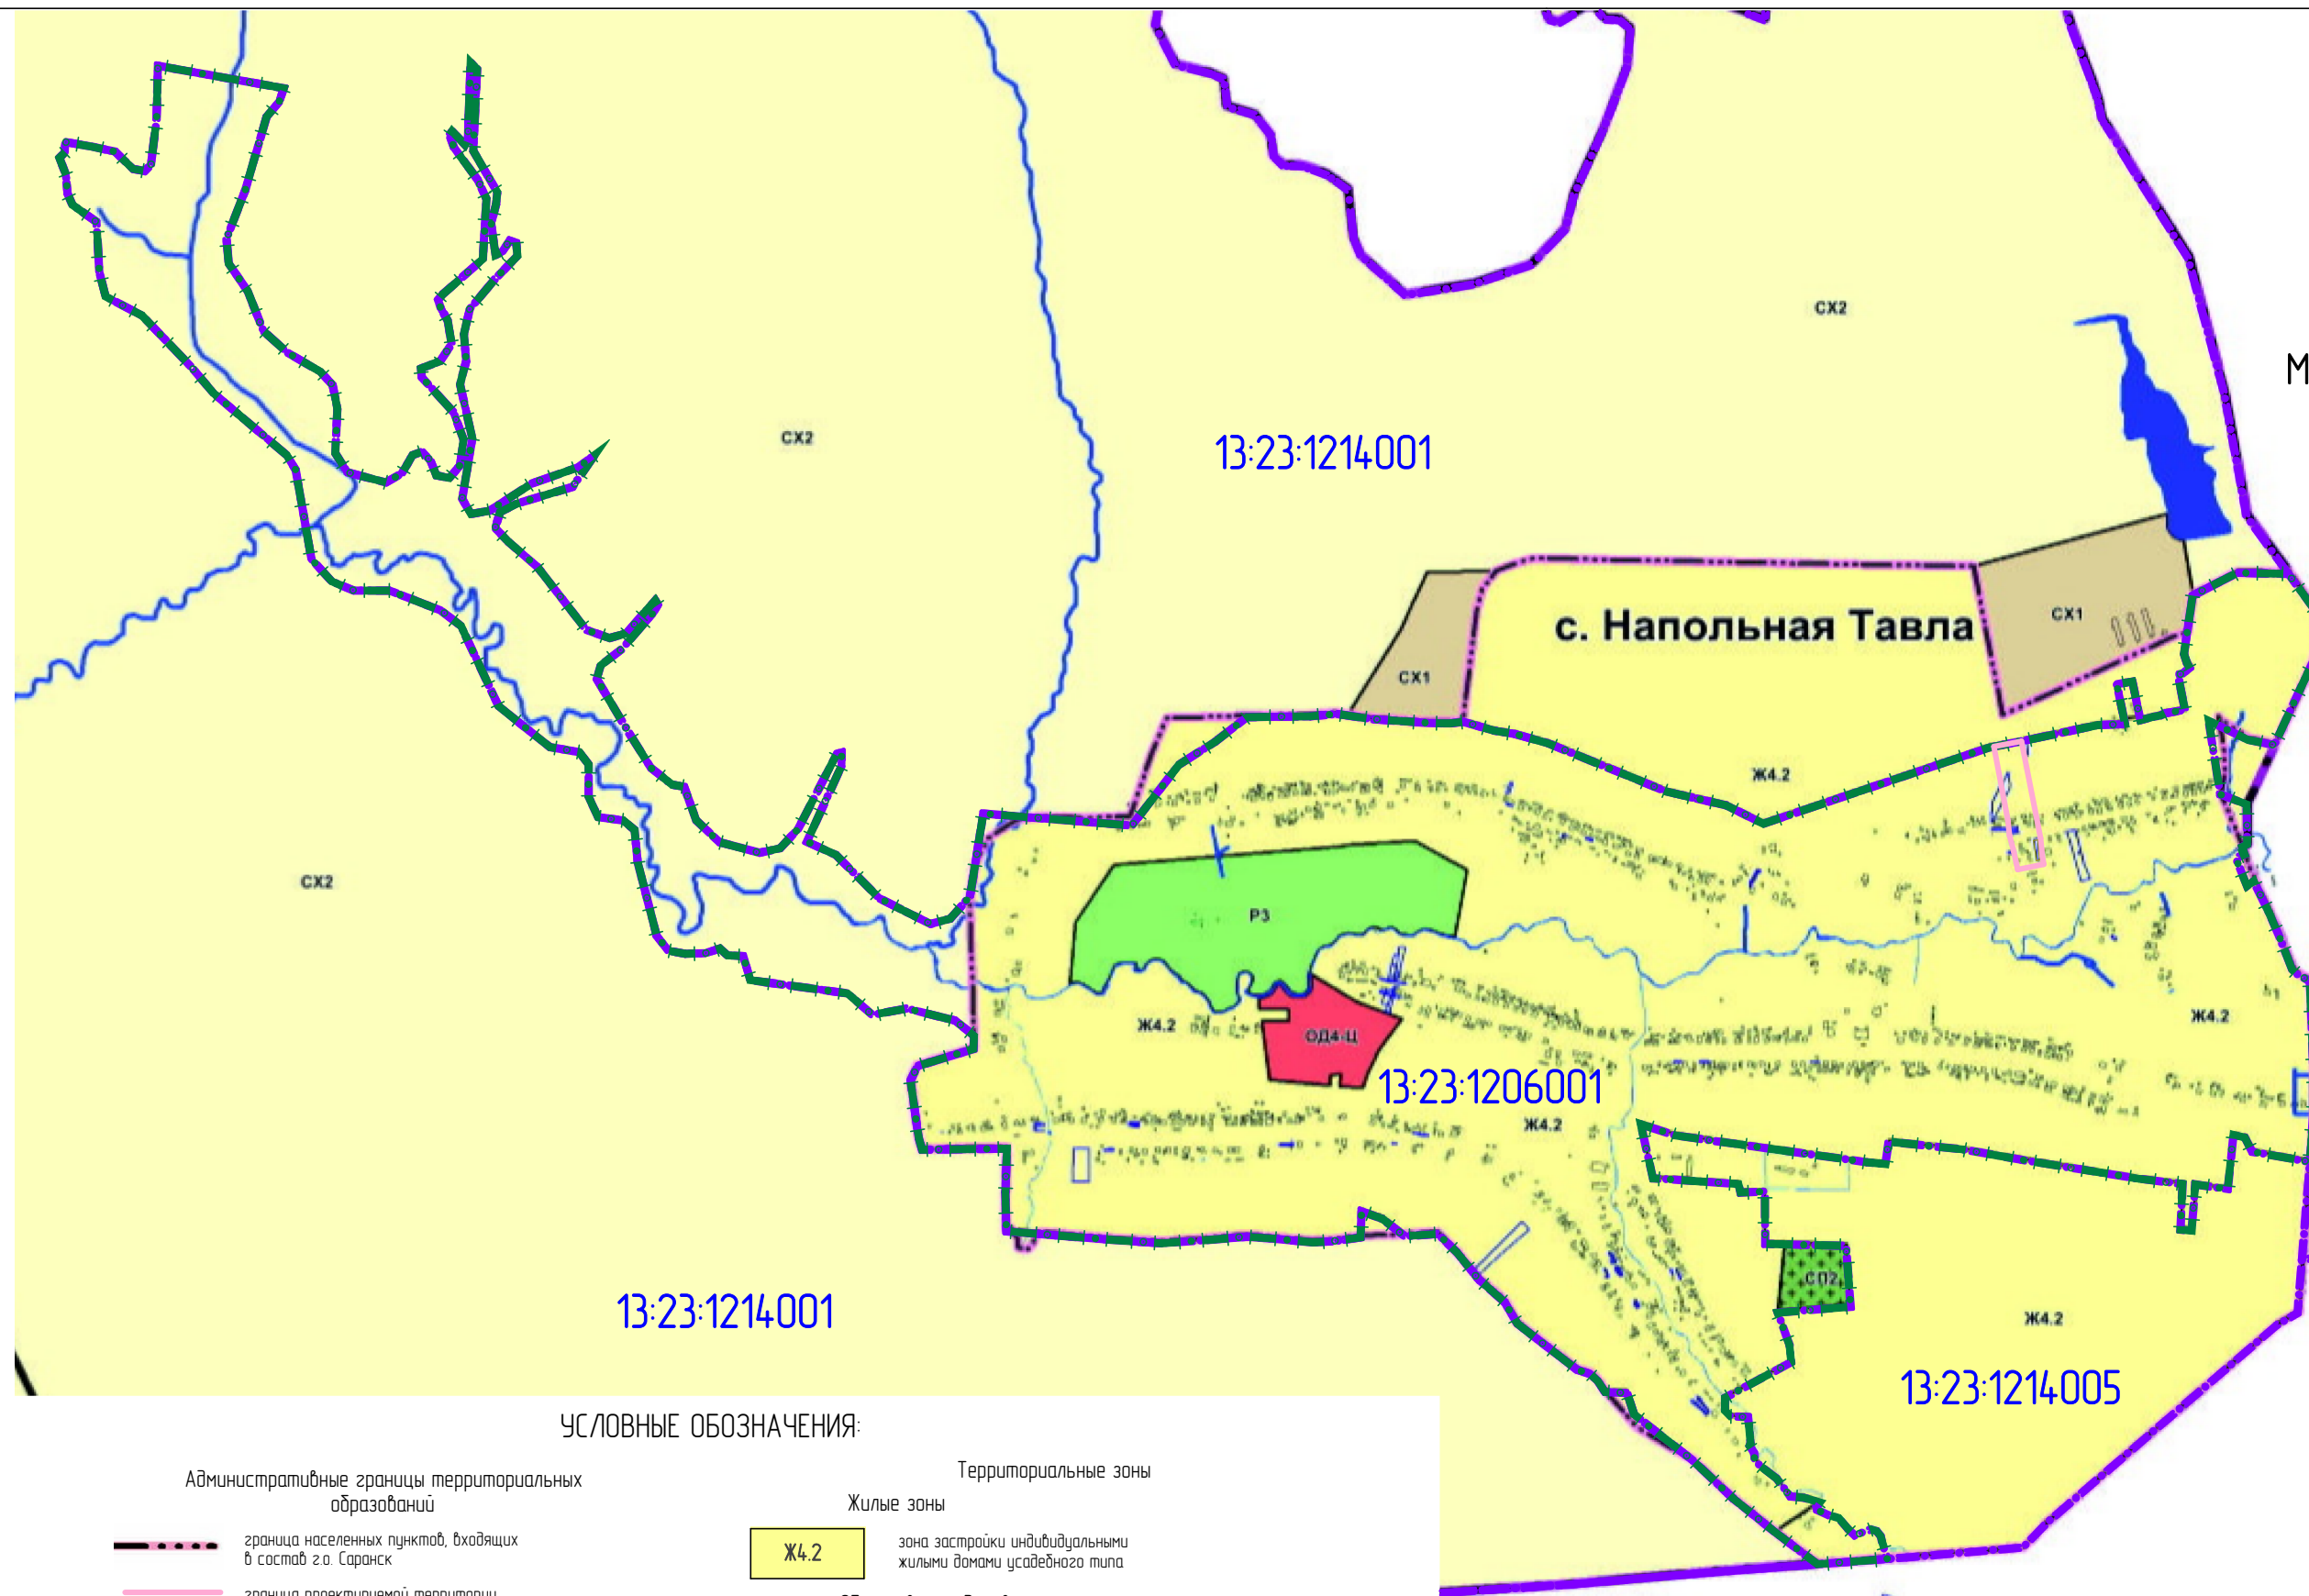 СХ2
М
СХ2
13:23:1214001
СХ1
с. Напольная Тавла
СХ1
Ж4.2
СХ2
Р3
Ж4.2
Ж4.2
ОД4-Ц
13:23:1206001
Ж4.2
СП2
13:23:1214001
Ж4.2
13:23:1214005
УСЛОВНЫЕ ОБОЗНАЧЕНИЯ:
Административные границы территориальных
образований
граница населенных пунктов, входящих
в состав г.о. Саранск
граница проектируемой территории
Территориальные зоны
Жилые зоны
Ж4.2
зона застройки индивидуальными
жилыми домами усадебного типа